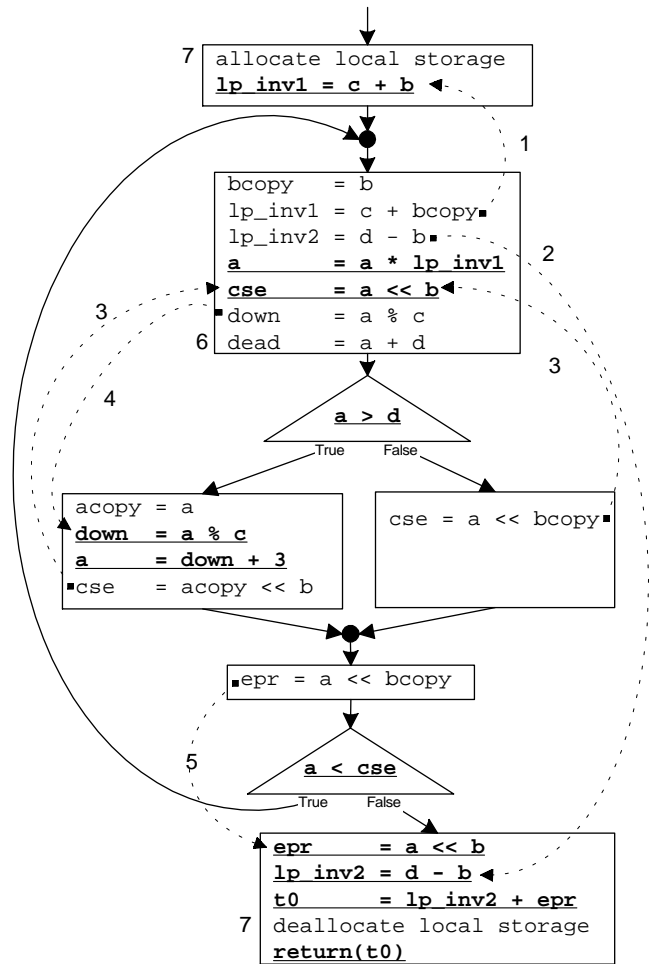 7
allocate local storage
lp_inv1 = c + b
1
bcopy = b
lp_inv1 = c + bcopy
lp_inv2 = d - b
2
a = a * lp_inv1
3
cse = a << b
down = a % c
6
dead = a + d
3
4
a > d
True
False
acopy = a
down = a % c
a = down + 3
cse = acopy << b
cse = a << bcopy
epr = a << bcopy
5
a < cse
True
False
epr = a << b
lp_inv2 = d - b
t0 = lp_inv2 + epr
7
deallocate local storage
return(t0)